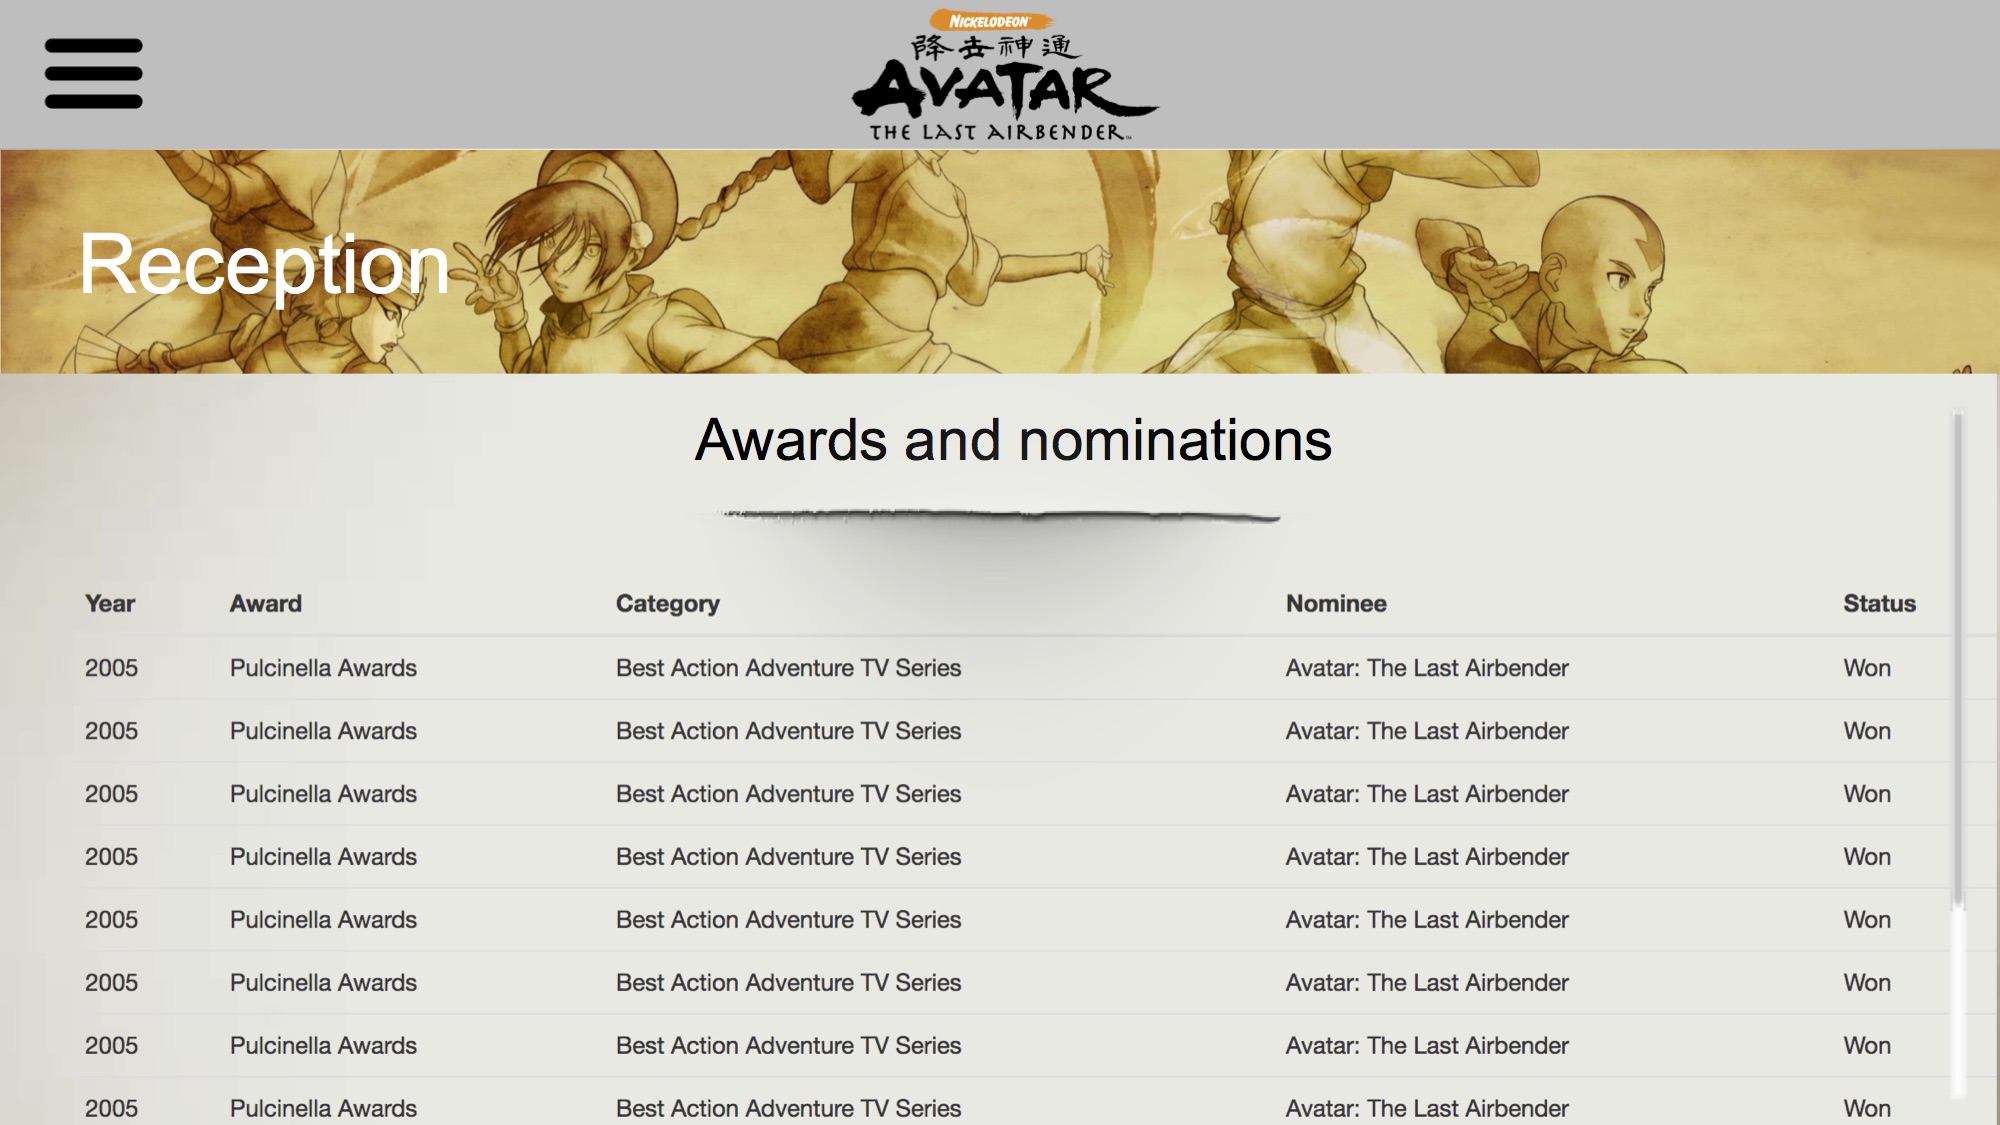 NICKELODEON
降世神通
AVATAR
THE LAST AIRBENDER™
Reception
Awards and nominations
Year Award Category Nominee Status
2005 Pulcinella Awards Best Action Adventure TV Series Avatar: The Last Airbender Won
2005 Pulcinella Awards Best Action Adventure TV Series Avatar: The Last Airbender Won
2005 Pulcinella Awards Best Action Adventure TV Series Avatar: The Last Airbender Won
2005 Pulcinella Awards Best Action Adventure TV Series Avatar: The Last Airbender Won
2005 Pulcinella Awards Best Action Adventure TV Series Avatar: The Last Airbender Won
2005 Pulcinella Awards Best Action Adventure TV Series Avatar: The Last Airbender Won
2005 Pulcinella Awards Best Action Adventure TV Series Avatar: The Last Airbender Won
2005 Pulcinella Awards Best Action Adventure TV Series Avatar: The Last Airbender Won